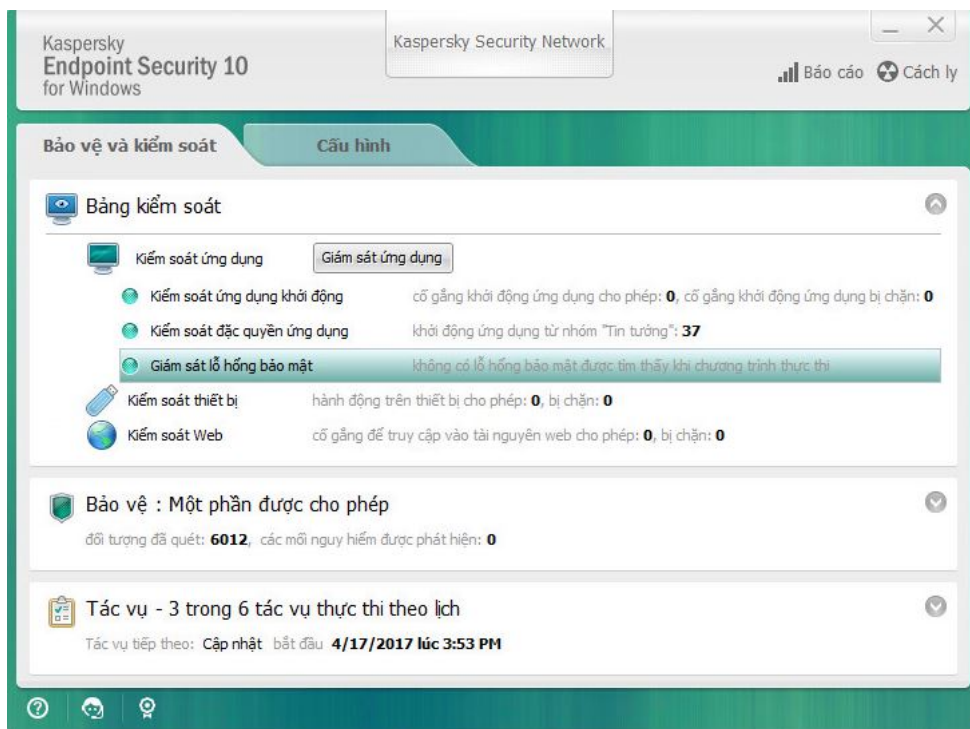 Kaspersky
Endpoint Security 10
for Windows
Kaspersky Security Network
Báo cáo Cách ly
Bảo vệ và kiểm soát Cấu hình
Bảng kiểm soát
Kiểm soát ứng dụng Giám sát ứng dụng
Kiểm soát ứng dụng khởi động cố gắng khởi động ứng dụng cho phép: 0, cố gắng khởi động ứng dụng bị chặn: 0
Kiểm soát đặc quyền ứng dụng khởi động ứng dụng từ nhóm "Tin tưởng": 37
Giám sát lỗ hổng bảo mật không có lỗ hổng bảo mật được tìm thấy khi chương trình thực thi
Kiểm soát thiết bị hành động trên thiết bị cho phép: 0, bị chặn: 0
Kiểm soát Web cố gắng để truy cập vào tài nguyên web cho phép: 0, bị chặn: 0
Bảo vệ : Một phần được cho phép
đối tượng đã quét: 6012, các mối nguy hiểm được phát hiện: 0
Tác vụ - 3 trong 6 tác vụ thực thi theo lịch
Tác vụ tiếp theo: Cập nhật bắt đầu 4/17/2017 lúc 3:53 PM